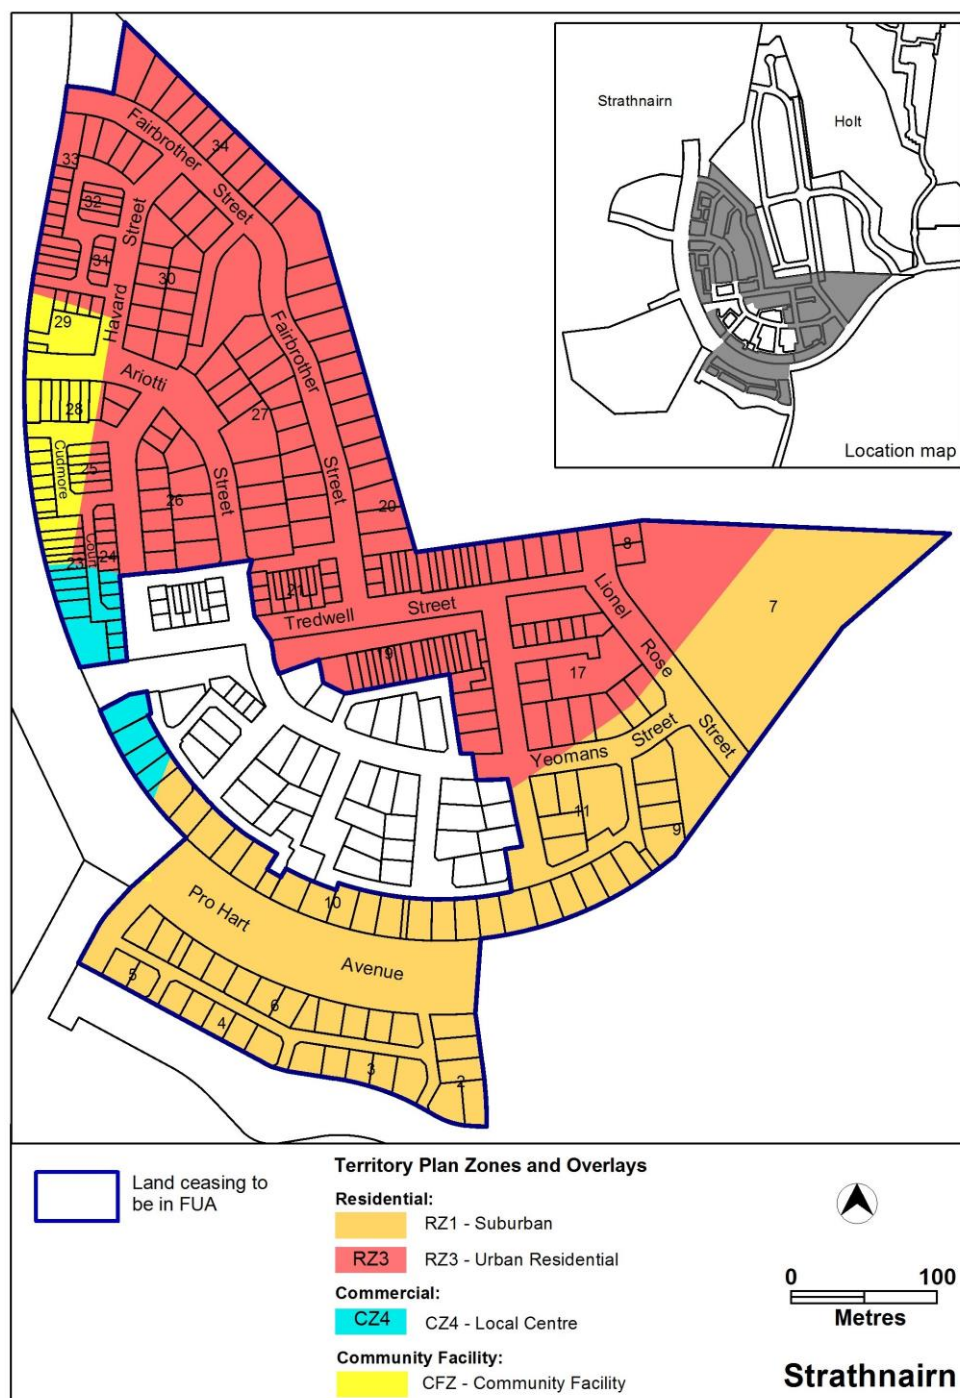 Strathnairn
Holt
Location map
Fairbrother
Street
34
33
32
Street
31
30
Havard
29
Fairbrother
Ariotti
28
27
Cudmore
25
Street
26
Street
20
Court
24
23
21
Tredwell
Street
8
Lionel
Rose
Street
7
19
17
Yeomans
Street
11
9
10
Pro Hart
Avenue
5
6
4
3
2
Land ceasing to
be in FUA
Territory Plan Zones and Overlays
Residential:
RZ1 - Suburban
RZ3
RZ3 - Urban Residential
Commercial:
CZ4
CZ4 - Local Centre
Community Facility:
CFZ - Community Facility
0 100
Metres
Strathnairn